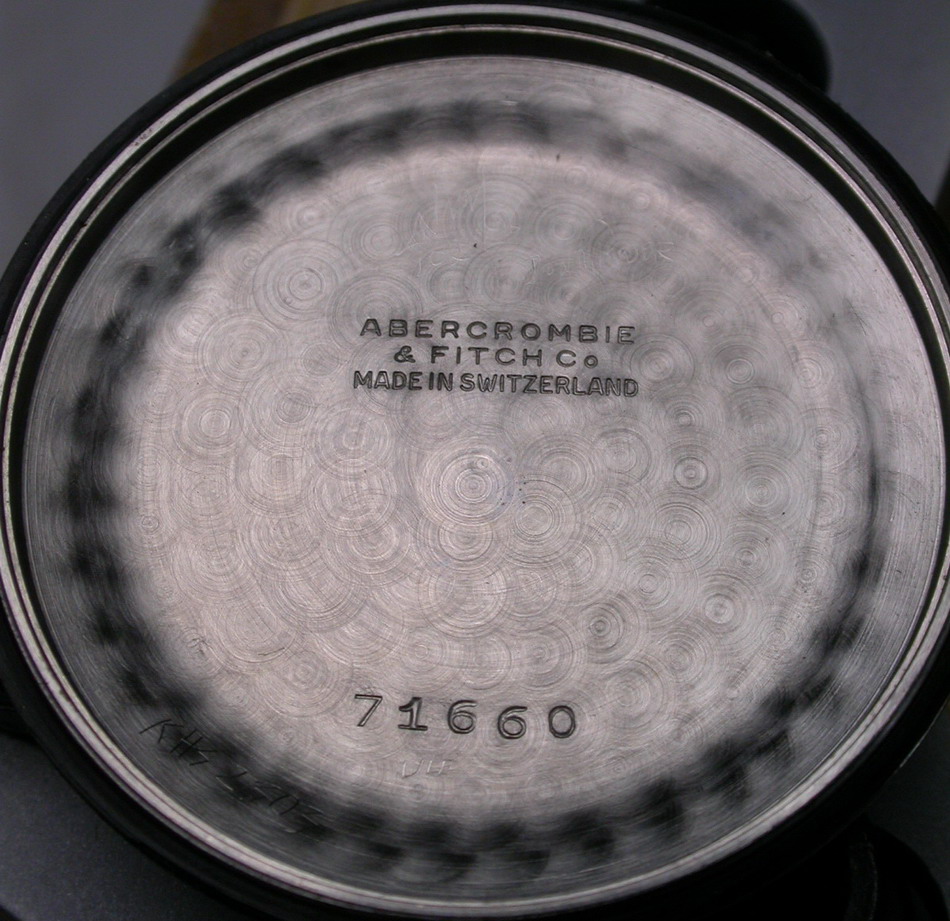 ABERCROMBIE
& FITCH Co
MADE IN SWITZERLAND
71660